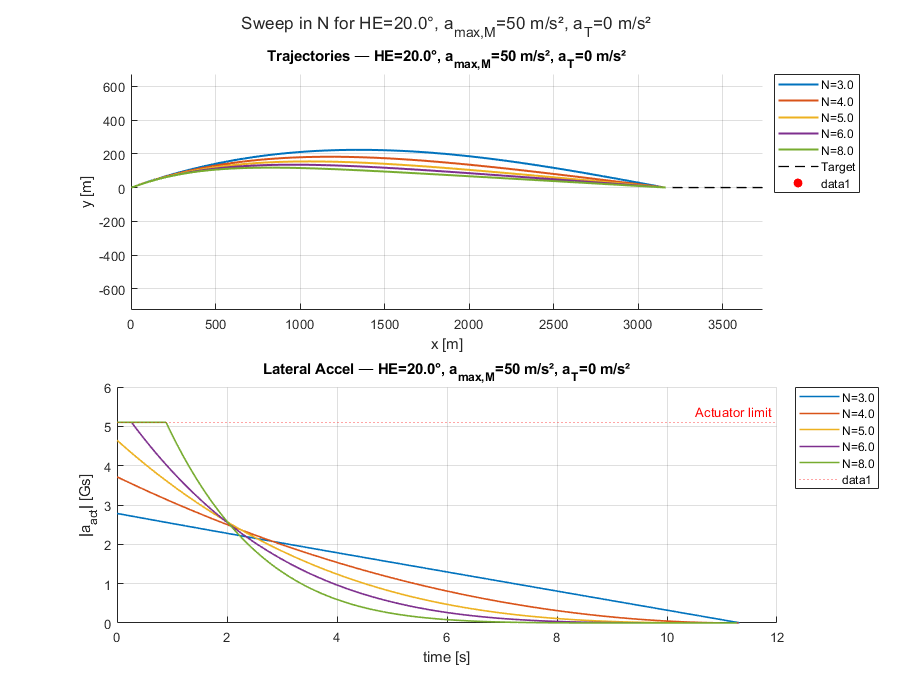 Sweep in N for HE=20.0°, a_max,M=50 m/s², a_T=0 m/s²
Trajectories — HE=20.0°, a_max,M=50 m/s², a_T=0 m/s²
600
400
200
0
-200
-400
-600
y [m]
0 500 1000 1500 2000 2500 3000 3500
x [m]
N=3.0
N=4.0
N=5.0
N=6.0
N=8.0
Target
data1
Lateral Accel — HE=20.0°, a_max,M=50 m/s², a_T=0 m/s²
6
5
4
3
2
1
0
|a_act| [Gs]
Actuator limit
0 2 4 6 8 10 12
time [s]
N=3.0
N=4.0
N=5.0
N=6.0
N=8.0
data1